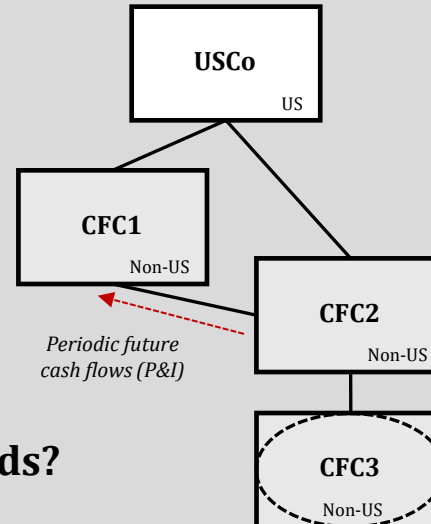 USCo
US
CFC1
Non-US
CFC2
Non-US
Periodic future
cash flows (P&I)
ds?
CFC3
Non-US